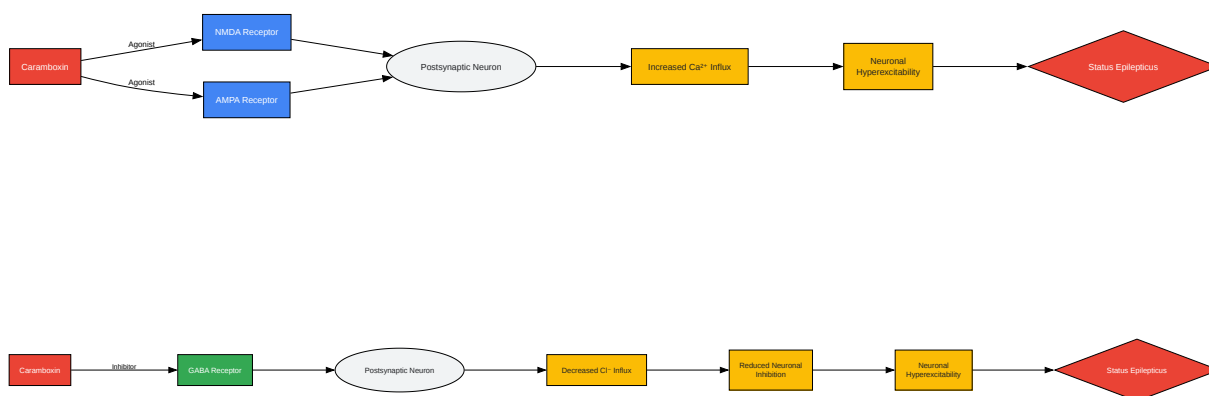 NMDA Receptor
Agonist
Caramboxin
Agonist
AMPA Receptor
Postsynaptic Neuron
Increased Ca²⁺ Influx
Neuronal
Hyperexcitability
Status Epilepticus
Caramboxin
Inhibitor
GABA Receptor
Postsynaptic Neuron
Decreased Cl⁻ Influx
Reduced Neuronal
Inhibition
Neuronal
Hyperexcitability
Status Epilepticus